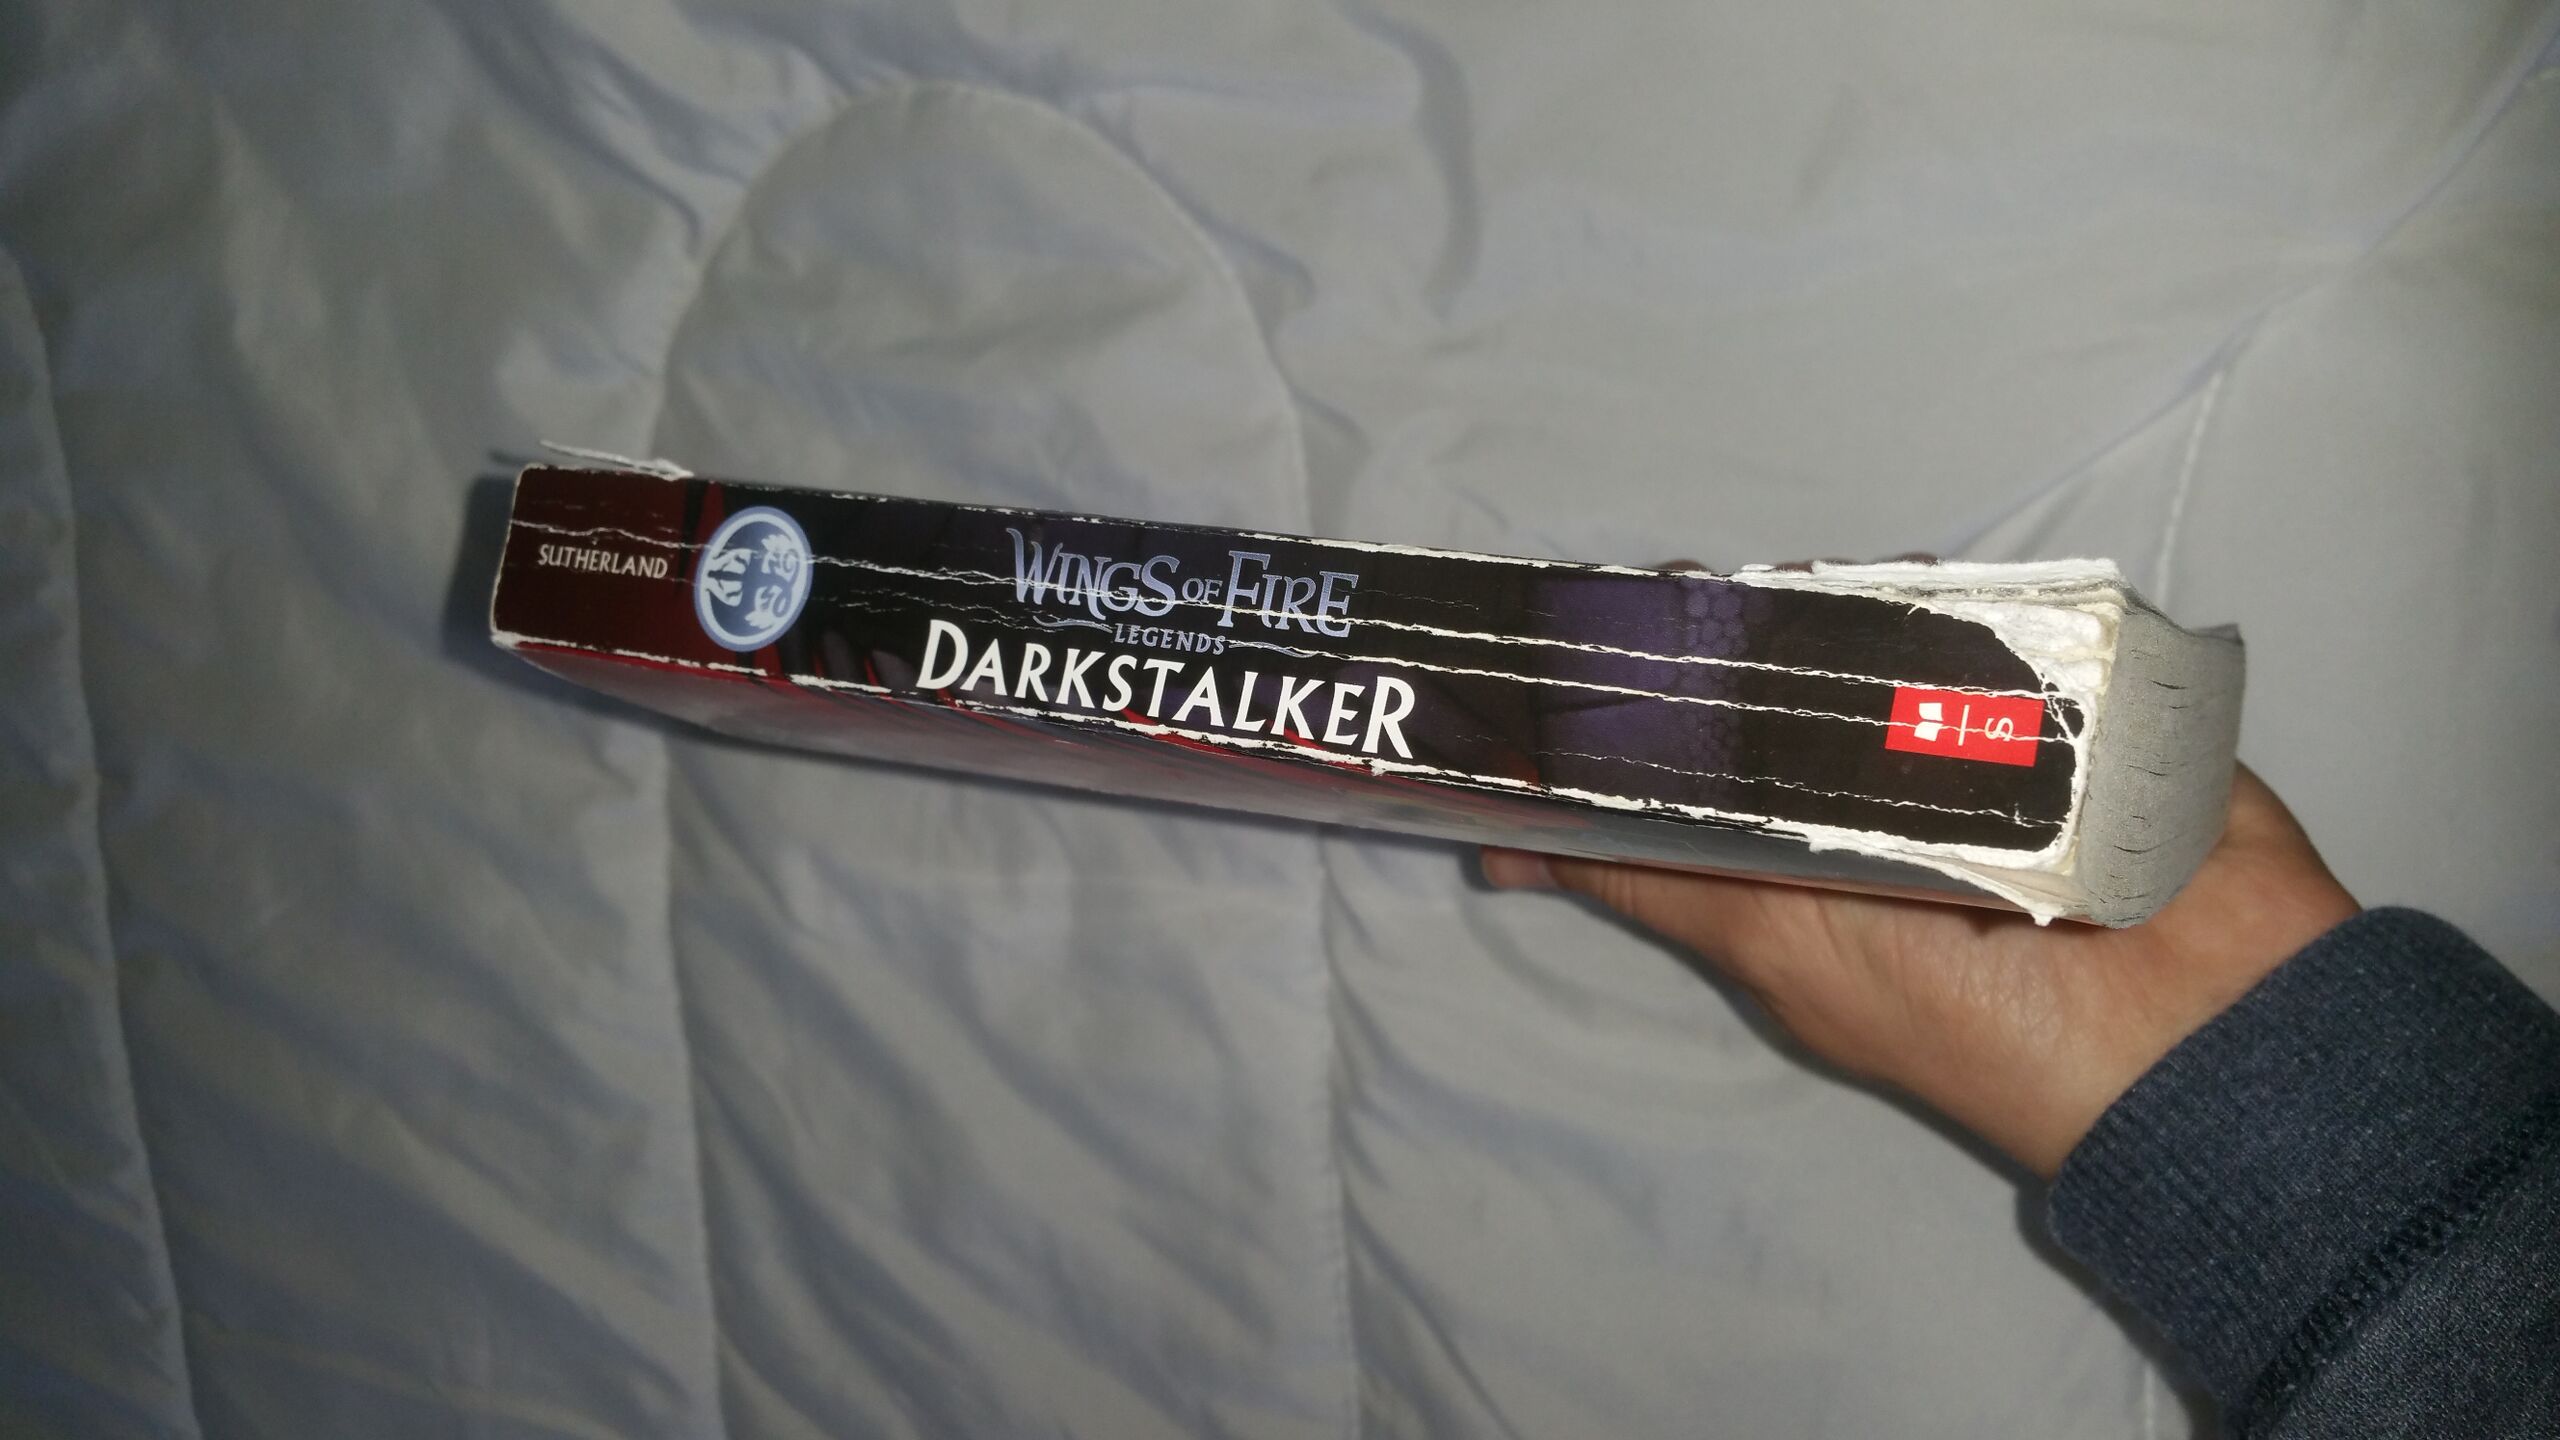 SUTHERLAND
WINGS OF FIRE
LEGENDS
DARKSTALKER
S